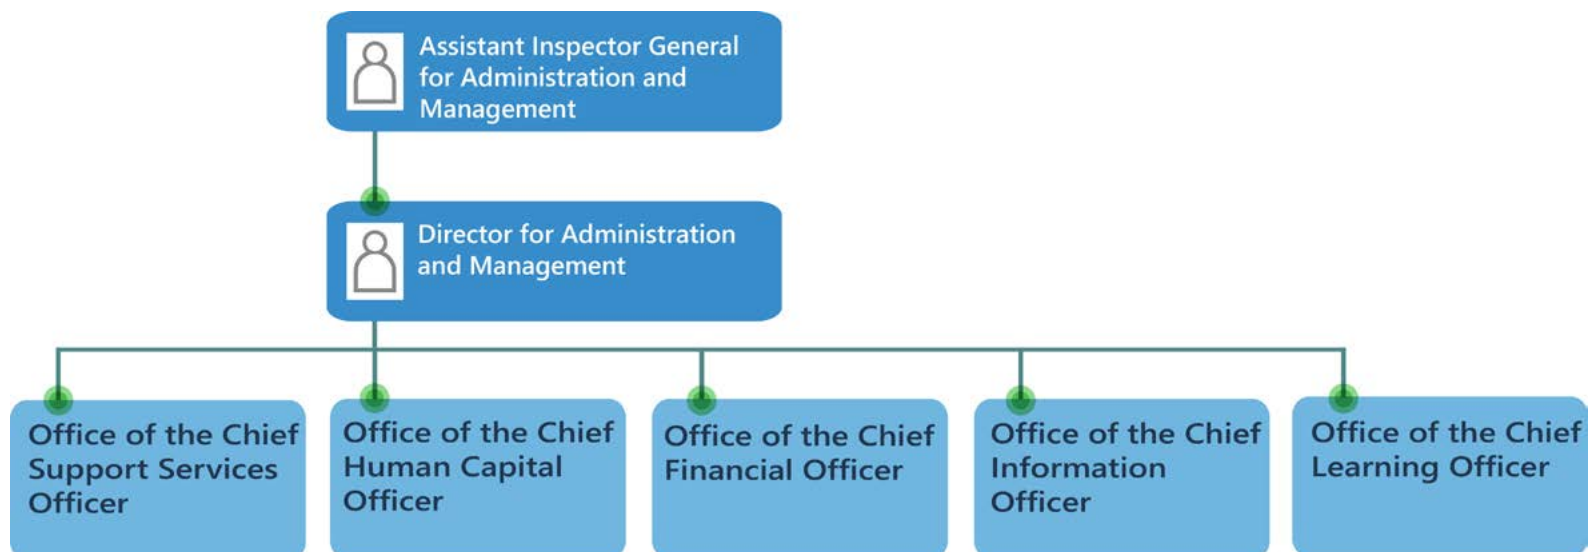 Assistant Inspector General
for Administration and
Management
Director for Administration
and Management
Office of the Chief
Support Services
Officer
Office of the Chief
Human Capital
Officer
Office of the Chief
Financial Officer
Office of the Chief
Information
Officer
Office of the Chief
Learning Officer